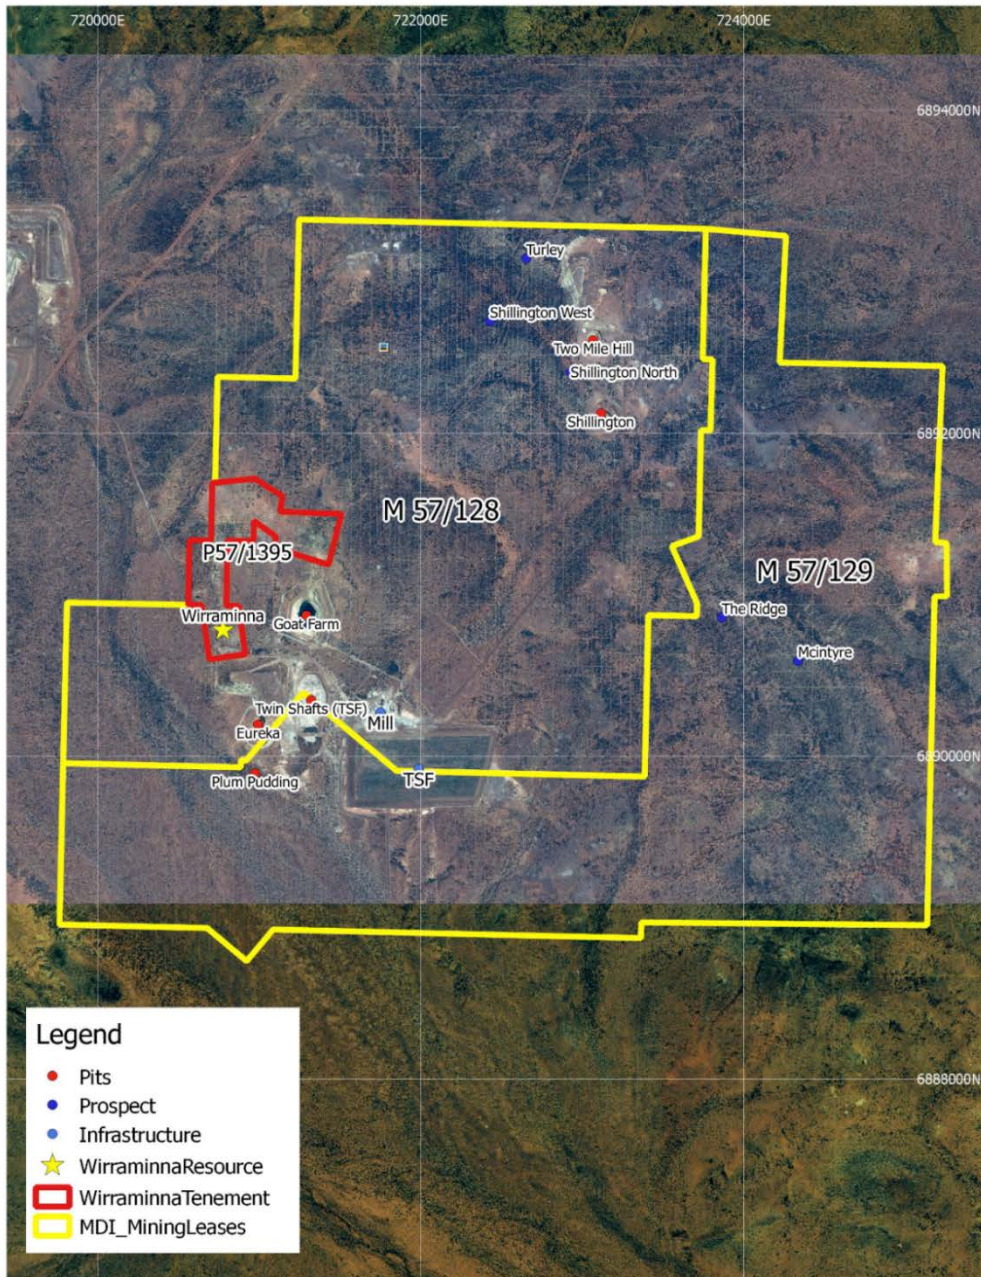 720000E
722000E
724000E
6894000N
Turley
Shillington West
Two Mile Hill
Shillington North
Shillington
6892000N
M 57/128
P57/1395
M 57/129
Wirraminna
Goat Farm
The Ridge
Mcintyre
Twin Shafts (TSF)
Mill
Eureka
6890000N
Plum Pudding
TSF
6888000N
Legend
Pits
Prospect
Infrastructure
WirraminnaResource
WirraminnaTenement
MDI_MiningLeases